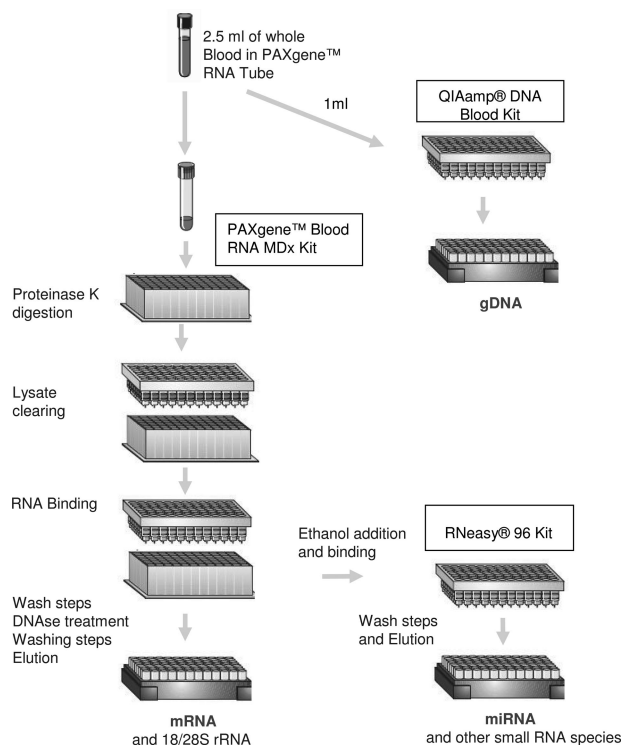 2.5 ml of whole
Blood in PAXgene™
RNA Tube
1ml
QIAamp® DNA
Blood Kit
gDNA
PAXgene™ Blood
RNA MDx Kit
Proteinase K
digestion
Lysate
clearing
RNA Binding
Ethanol addition
and binding
RNeasy® 96 Kit
Wash steps
DNAse treatment
Washing steps
Elution
Wash steps
and Elution
mRNA
and 18/28S rRNA
miRNA
and other small RNA species